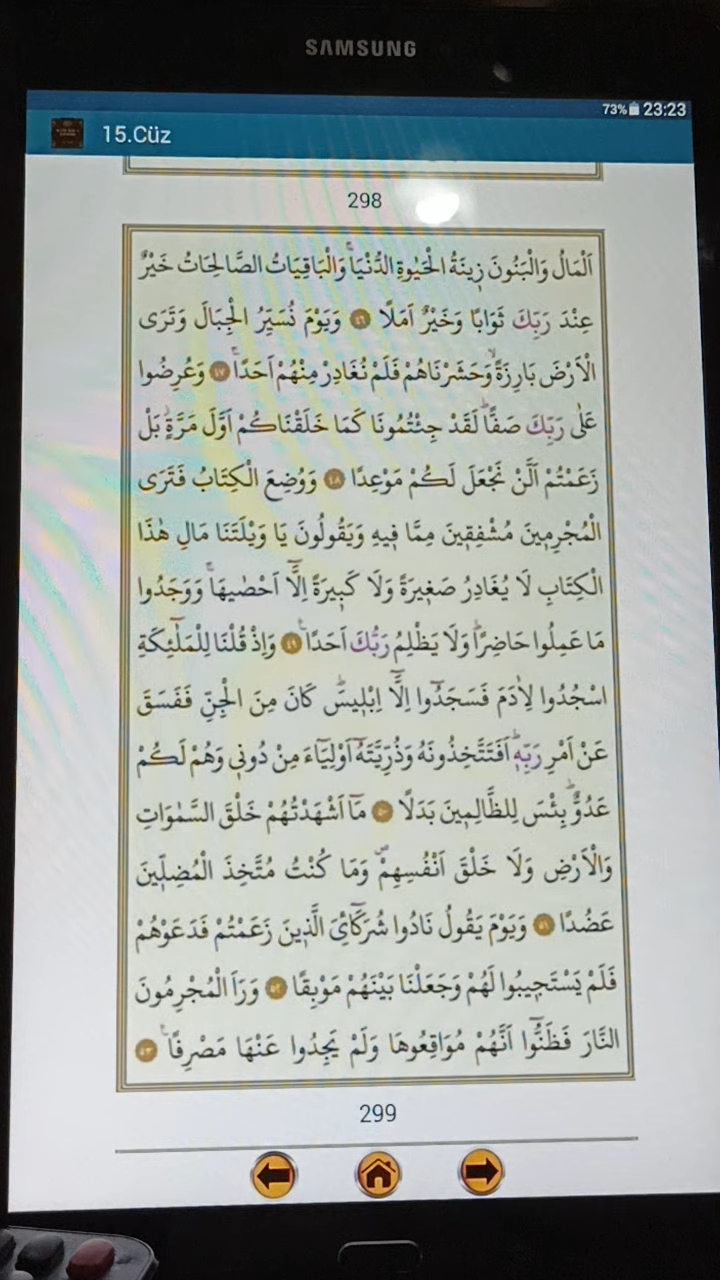 SAMSUNG
73% 23:23
15.Cüz
298
اَلْمَالُ وَالْبَنُونَ زٖينَةُ الْحَيٰوةِ الدُّنْيَاۚ وَالْبَاقِيَاتُ الصَّالِحَاتُ خَيْرٌ
عِنْدَ رَبِّكَ ثَوَابًا وَخَيْرٌ اَمَلًا ٤٦ وَيَوْمَ نُسَيِّرُ الْجِبَالَ وَتَرَى
الْاَرْضَ بَارِزَةًۙ وَحَشَرْنَاهُمْ فَلَمْ نُغَادِرْ مِنْهُمْ اَحَدًاۚ ٤٧ وَعُرِضُوا
عَلٰى رَبِّكَ صَفًّاۜ لَقَدْ جِئْتُمُونَا كَمَا خَلَقْنَاكُمْ اَوَّلَ مَرَّةٍۘ بَلْ
زَعَمْتُمْ اَلَّنْ نَجْعَلَ لَكُمْ مَوْعِدًا ٤٨ وَوُضِعَ الْكِتَابُ فَتَرَى
الْمُجْرِمٖينَ مُشْفِقٖينَ مِمَّا فٖيهِ وَيَقُولُونَ يَا وَيْلَتَنَا مَالِ هٰذَا
الْكِتَابِ لَا يُغَادِرُ صَغٖيرَةً وَلَا كَبٖيرَةً اِلَّٓا اَحْصٰيهَاۚ وَوَجَدُوا
مَا عَمِلُوا حَاضِرًاۜ وَلَا يَظْلِمُ رَبُّكَ اَحَدًا۟ ٤٩ وَاِذْ قُلْنَا لِلْمَلٰٓئِكَةِ
اسْجُدُوا لِاٰدَمَ فَسَجَدُٓوا اِلَّٓا اِبْلٖيسَۜ كَانَ مِنَ الْجِنِّ فَفَسَقَ
عَنْ اَمْرِ رَبِّهٖۜ اَفَتَتَّخِذُونَهُ وَذُرِّيَّتَهُٓ اَوْلِيَٓاءَ مِنْ دُونٖي وَهُمْ لَكُمْ
عَدُوٌّۜ بِئْسَ لِلظَّالِمٖينَ بَدَلًا ٥٠ مَٓا اَشْهَدْتُهُمْ خَلْقَ السَّمٰوَاتِ
وَالْاَرْضِ وَلَا خَلْقَ اَنْفُسِهِمْۖ وَمَا كُنْتُ مُتَّخِذَ الْمُضِلّٖينَ
عَضُدًا ٥١ وَيَوْمَ يَقُولُ نَادُوا شُرَكَٓائِيَ الَّذٖينَ زَعَمْتُمْ فَدَعَوْهُمْ
فَلَمْ يَسْتَجٖيبُوا لَهُمْ وَجَعَلْنَا بَيْنَهُمْ مَوْبِقًا ٥٢ وَرَاَ الْمُجْرِمُونَ
النَّارَ فَظَنُّٓوا اَنَّهُمْ مُوَاقِعُوهَا وَلَمْ يَجِدُوا عَنْهَا مَصْرِفًا۟ ٥٣
299